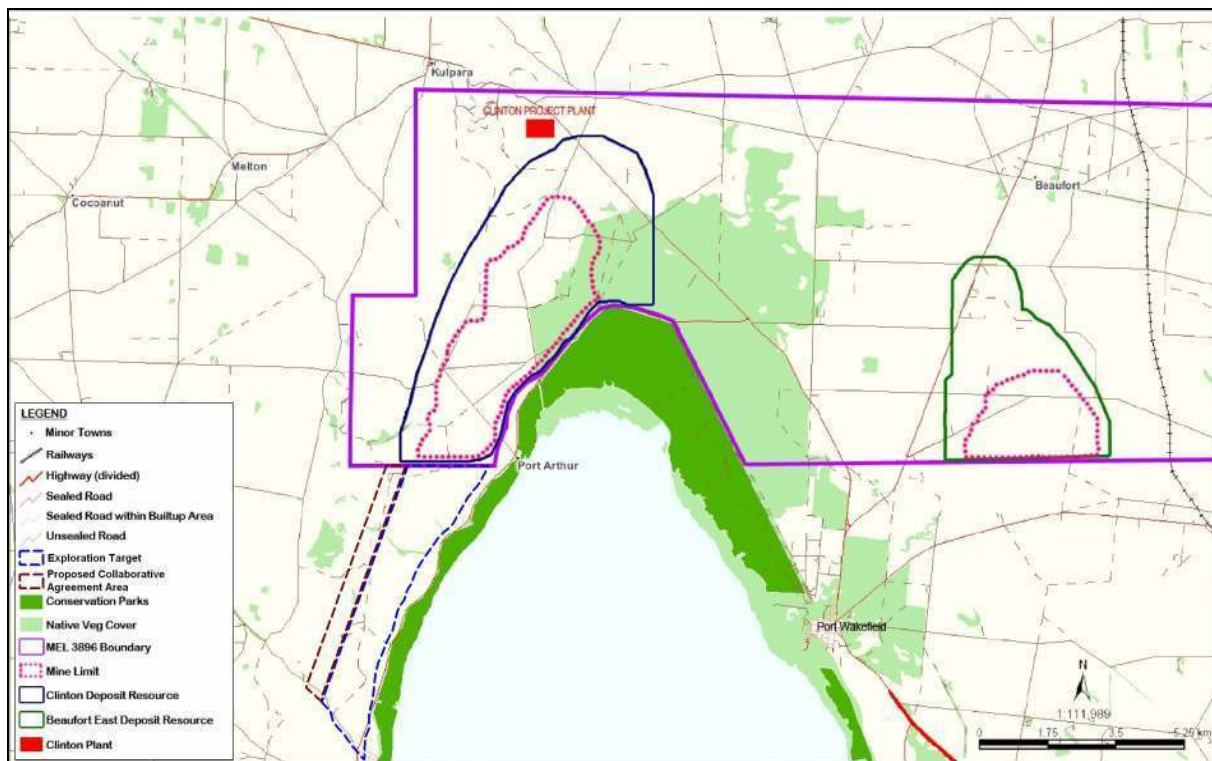 Kulpara
CLINTON PROJECT PLANT
Melton
Beaufort
Cocoanut
Port Arthur
Port Wakefield
LEGEND
Minor Towns
Railways
Highway (divided)
Sealed Road
Sealed Road within Builtup Area
Unsealed Road
Exploration Target
Proposed Collaborative
Agreement Area
Conservation Parks
Native Veg Cover
MEL 3896 Boundary
Mine Limit
Clinton Deposit Resource
Beaufort East Deposit Resource
Clinton Plant
N
1:111,989
0 1.75 3.5 5.25 km